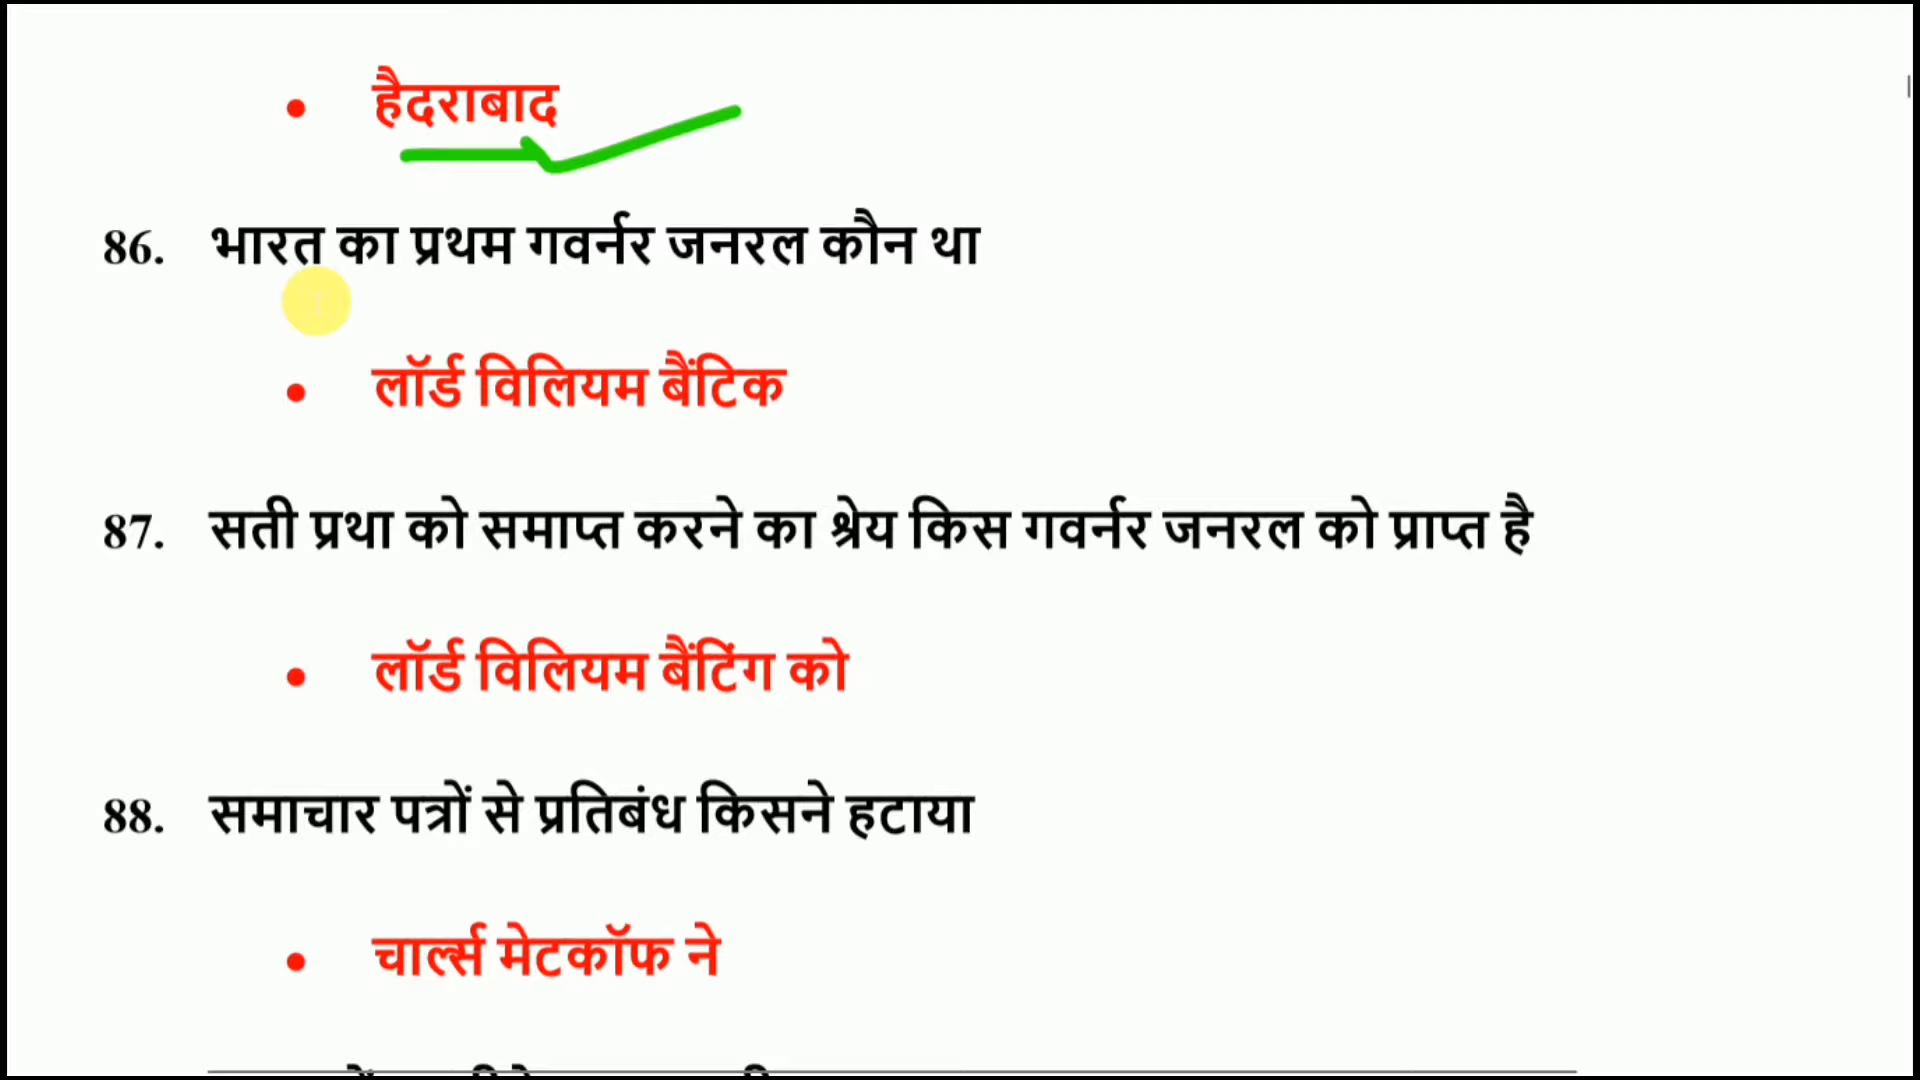 • हैदराबाद
86. भारत का प्रथम गवर्नर जनरल कौन था
• लॉर्ड विलियम बैंटिक
87. सती प्रथा को समाप्त करने का श्रेय किस गवर्नर जनरल को प्राप्त है
• लॉर्ड विलियम बैंटिंग को
88. समाचार पत्रों से प्रतिबंध किसने हटाया
• चार्ल्स मेटकॉफ ने